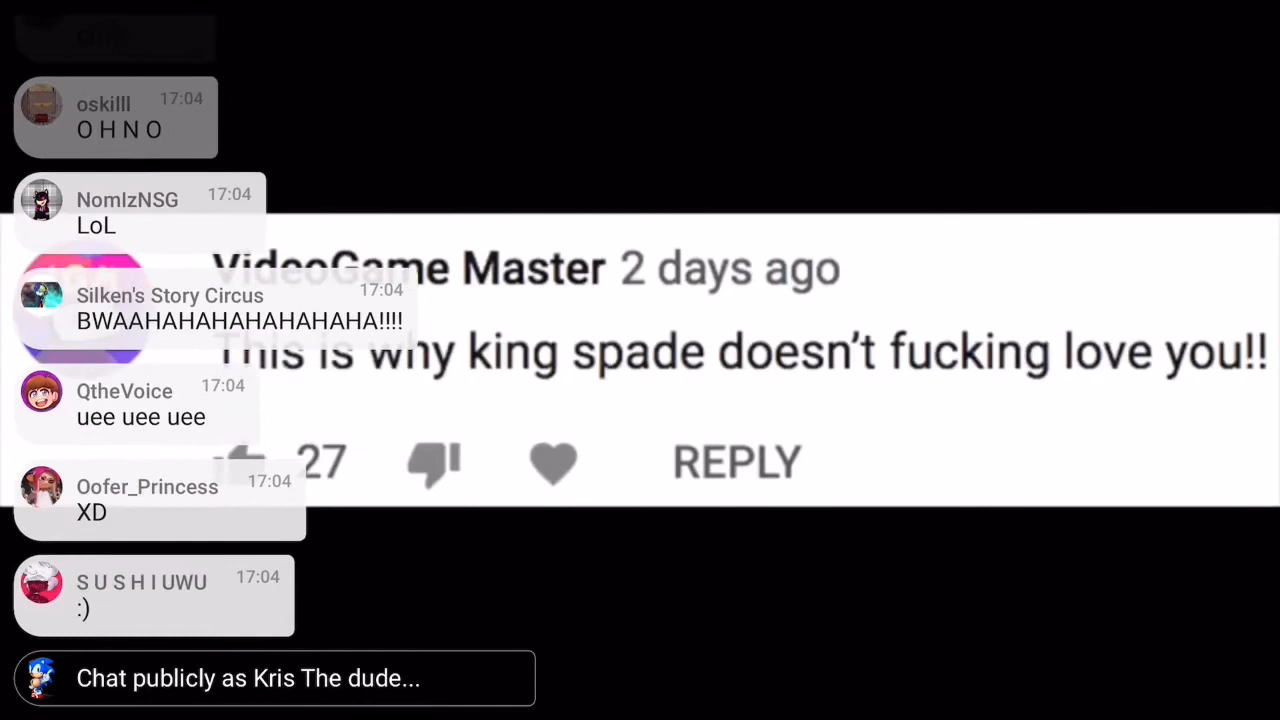 oskilll 17:04
O H N O
NomIzNSG 17:04
LoL
VideoGame Master 2 days ago
Silken's Story Circus 17:04
BWAAHAHAHAHAHAHAHA!!!!
This is why king spade doesn't fucking love you!!
QtheVoice 17:04
uee uee uee
27 REPLY
Oofer_Princess 17:04
XD
S U S H I UWU 17:04
:)
Chat publicly as Kris The dude...